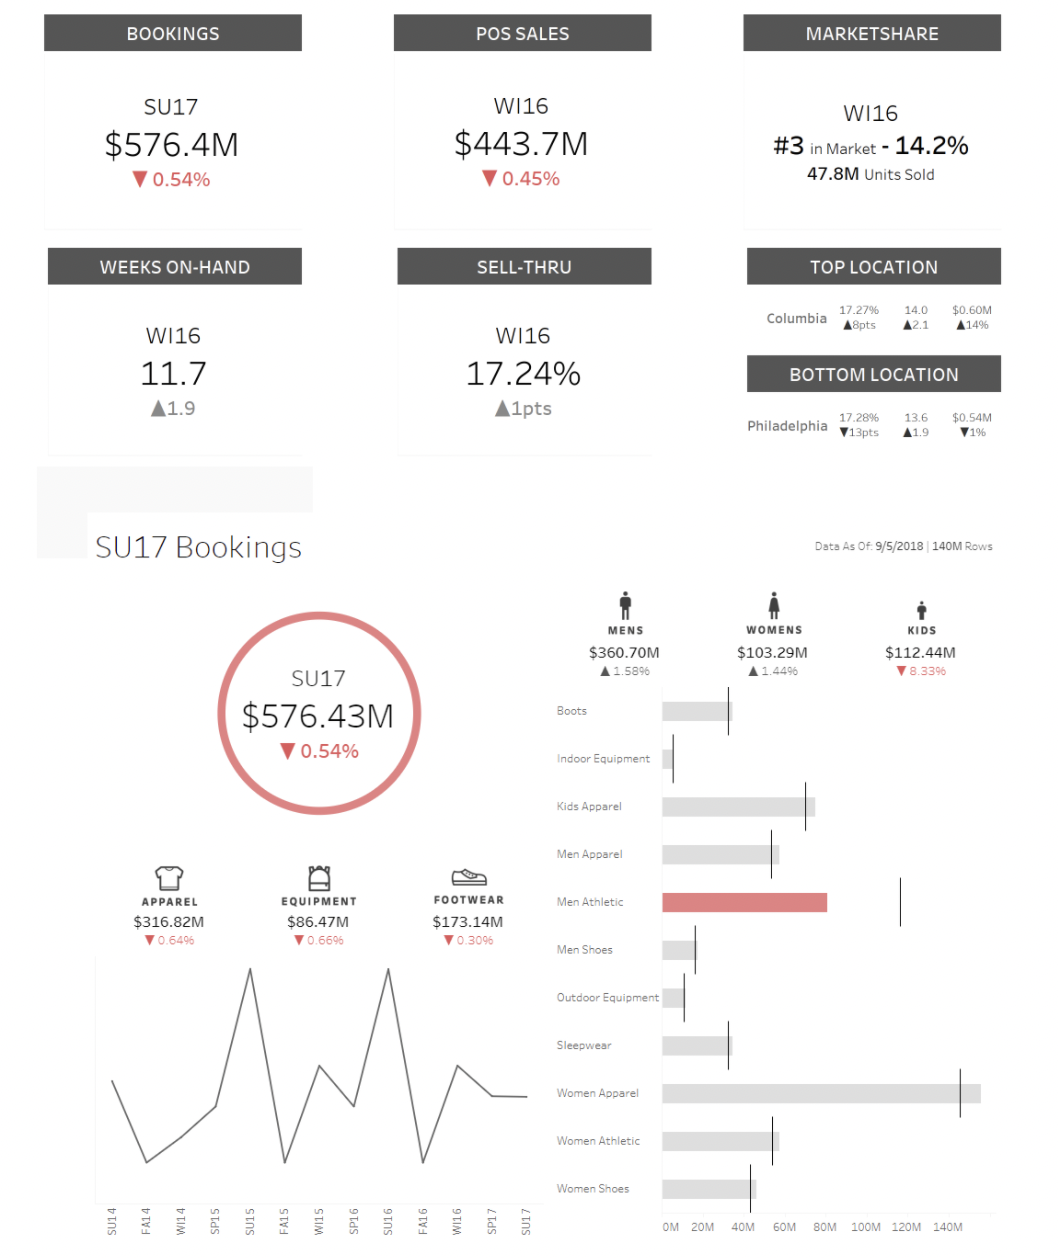 BOOKINGS
SU17
$576.4M
▼ 0.54%
POS SALES
WI16
$443.7M
▼ 0.45%
MARKETSHARE
WI16
#3 in Market - 14.2%
47.8M Units Sold
WEEKS ON-HAND
WI16
11.7
▲1.9
SELL-THRU
WI16
17.24%
▲1pts
TOP LOCATION
Columbia 17.27% 14.0 $0.60M
▲8pts ▲2.1 ▲14%
BOTTOM LOCATION
Philadelphia 17.28% 13.6 $0.54M
▼13pts ▲1.9 ▼1%
SU17 Bookings
Data As Of: 9/5/2018 | 140M Rows
SU17
$576.43M
▼ 0.54%
APPAREL
$316.82M
▼ 0.64%
EQUIPMENT
$86.47M
▼ 0.66%
FOOTWEAR
$173.14M
▼ 0.30%
SU14 FA14 WI14 SP15 SU15 FA15 WI15 SP16 SU16 FA16 WI16 SP17 SU17
MENS
$360.70M
▲ 1.58%
WOMENS
$103.29M
▲ 1.44%
KIDS
$112.44M
▼ 8.33%
Boots
Indoor Equipment
Kids Apparel
Men Apparel
Men Athletic
Men Shoes
Outdoor Equipment
Sleepwear
Women Apparel
Women Athletic
Women Shoes
0M 20M 40M 60M 80M 100M 120M 140M